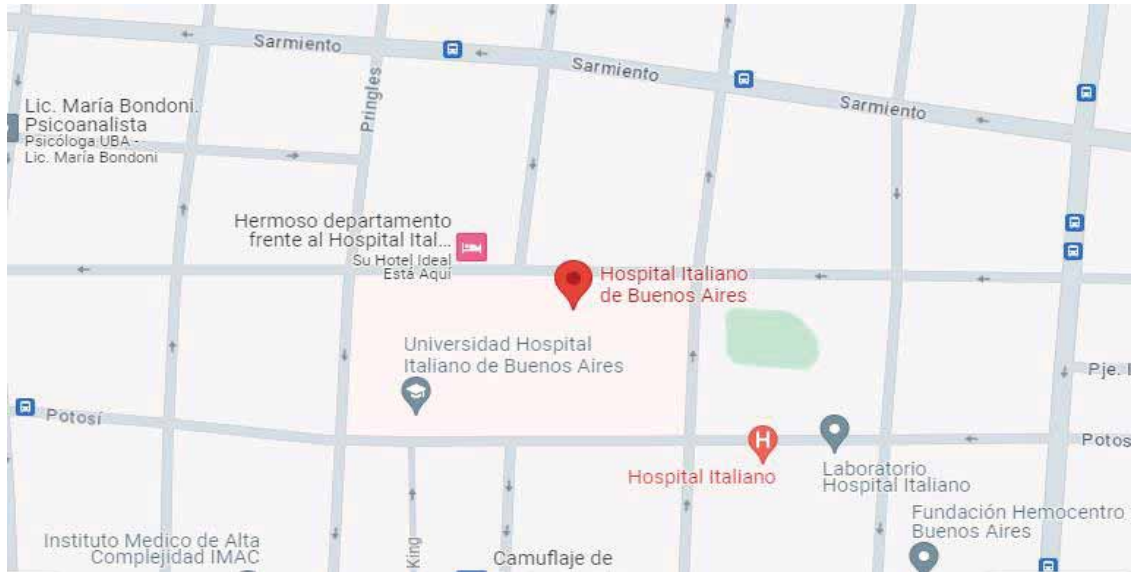 Sarmiento
Sarmiento
Sarmiento
Pringles
Lic. María Bondoni.
Psicoanalista
Psicóloga UBA -
Lic. María Bondoni
Hermoso departamento
frente al Hospital Ital...
Su Hotel Ideal
Está Aquí
Hospital Italiano
de Buenos Aires
Universidad Hospital
Italiano de Buenos Aires
Pje. I
Potosí
Potos
H
Hospital Italiano
Laboratorio
Hospital Italiano
Fundación Hemocentro
Buenos Aires
Instituto Medico de Alta
Complejidad IMAC
King
Camuflaje de